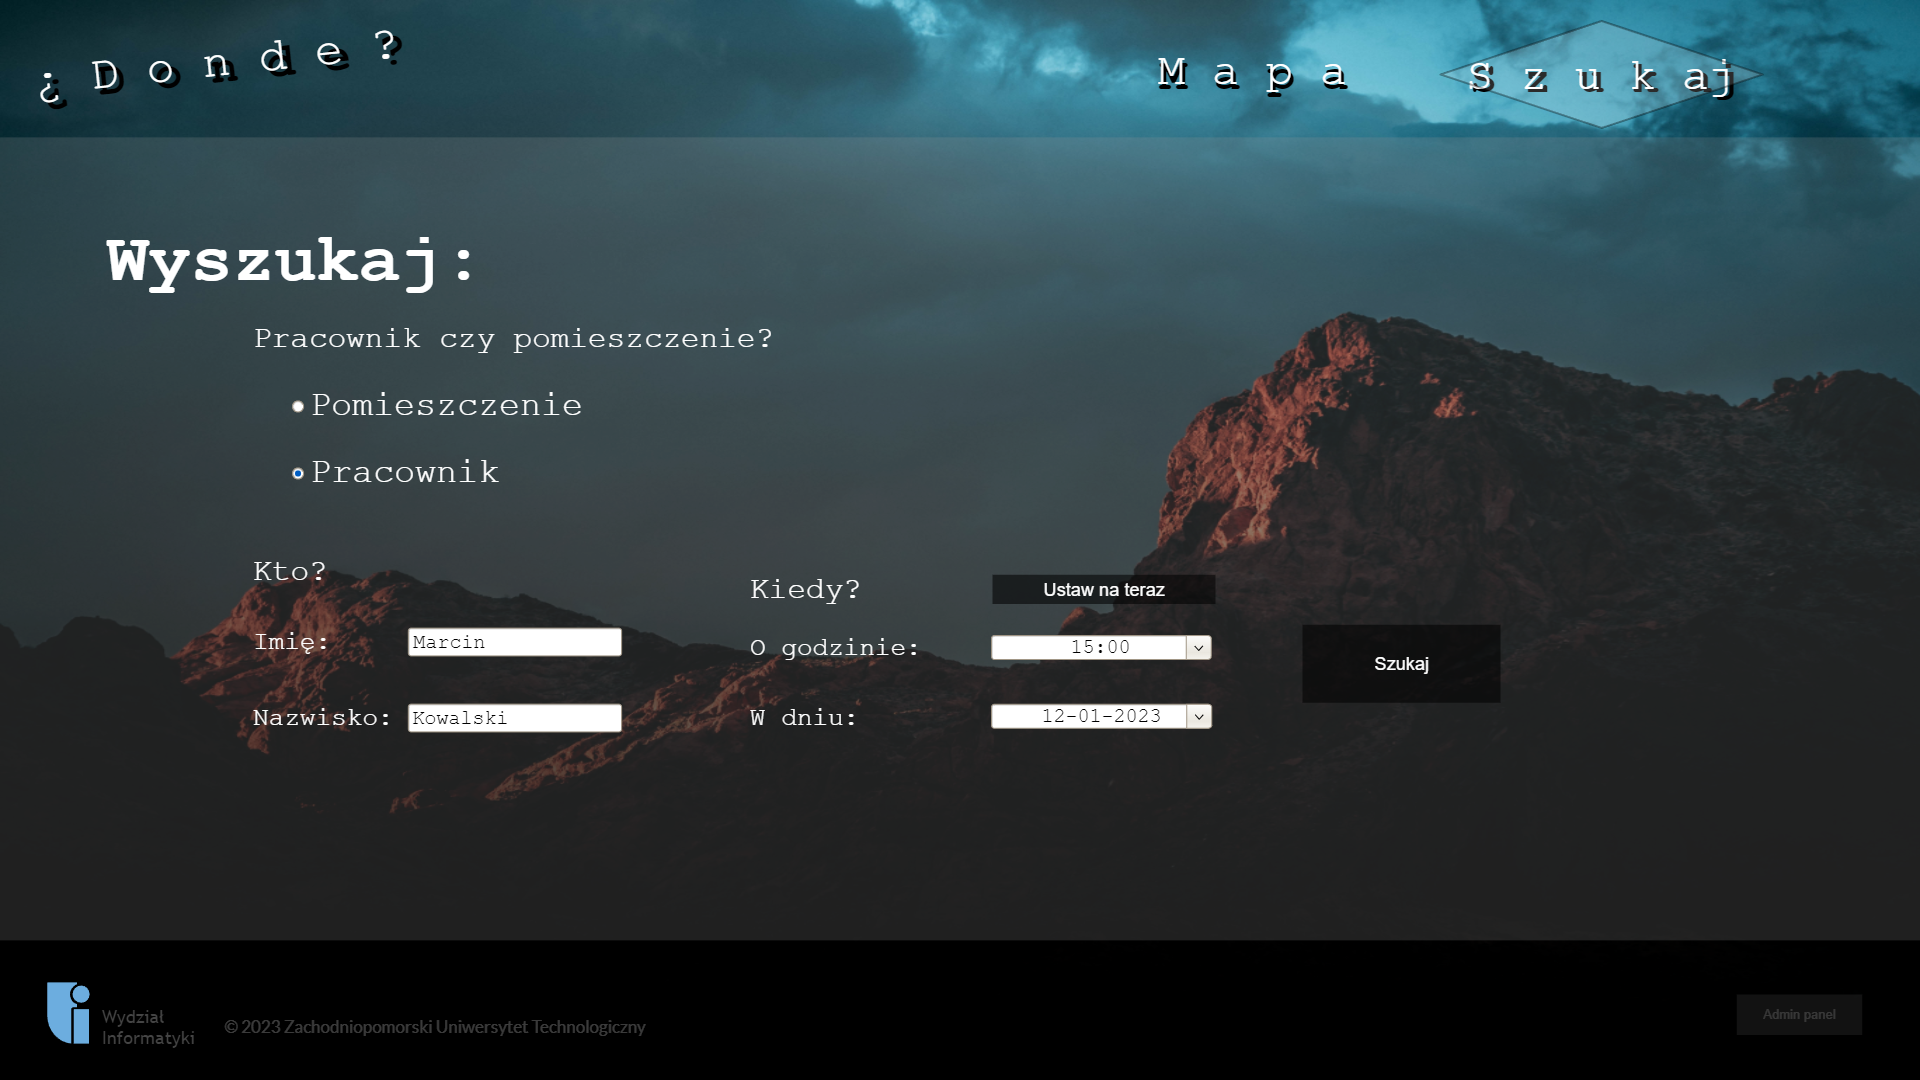 ¿Donde?
Mapa
Szukaj
Wyszukaj:
Pracownik czy pomieszczenie?
Pomieszczenie
Pracownik
Kto?
Imię: Marcin
Nazwisko: Kowalski
Kiedy? Ustaw na teraz
O godzinie: 15:00
W dniu: 12-01-2023
Szukaj
Wydział
Informatyki
© 2023 Zachodniopomorski Uniwersytet Technologiczny
Admin panel